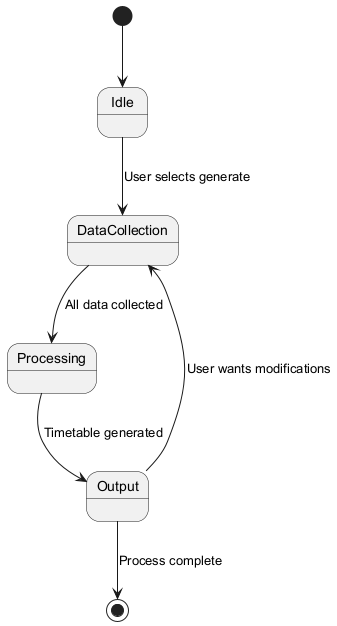 Idle
User selects generate
DataCollection
All data collected
Processing
User wants modifications
Timetable generated
Output
Process complete